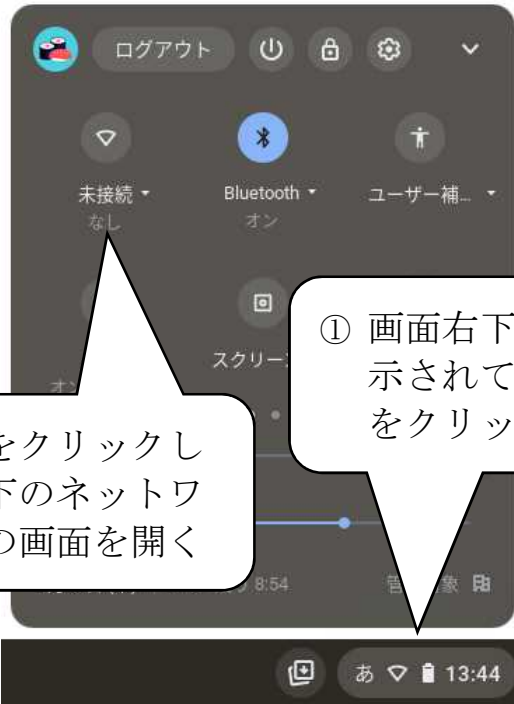 ログアウト
未接続
なし
Bluetooth
オン
ユーザー補...
スクリー
① 画面右下
示されて
をクリッ
をクリックし
下のネットワ
の画面を開く
8:54
管
象
あ
13:44